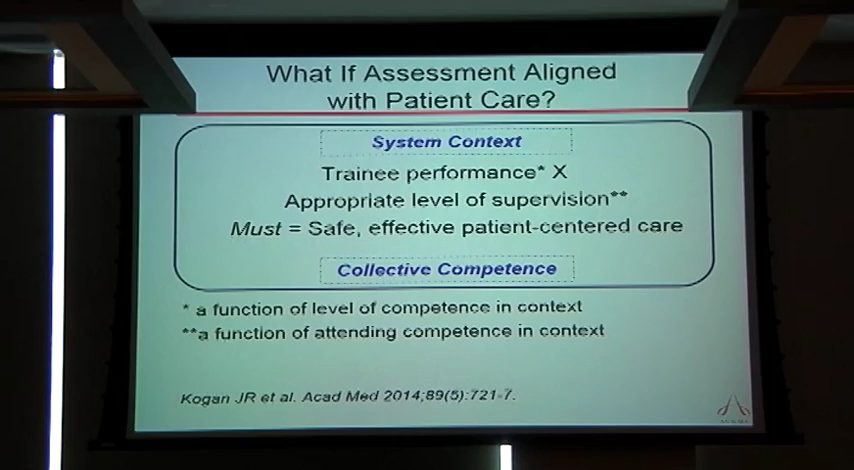 What If Assessment Aligned
with Patient Care?
System Context
Trainee performance* X
Appropriate level of supervision**
Must = Safe, effective patient-centered care
Collective Competence
* a function of level of competence in context
**a function of attending competence in context
Kogan JR et al. Acad Med 2014;89(5):721-7.